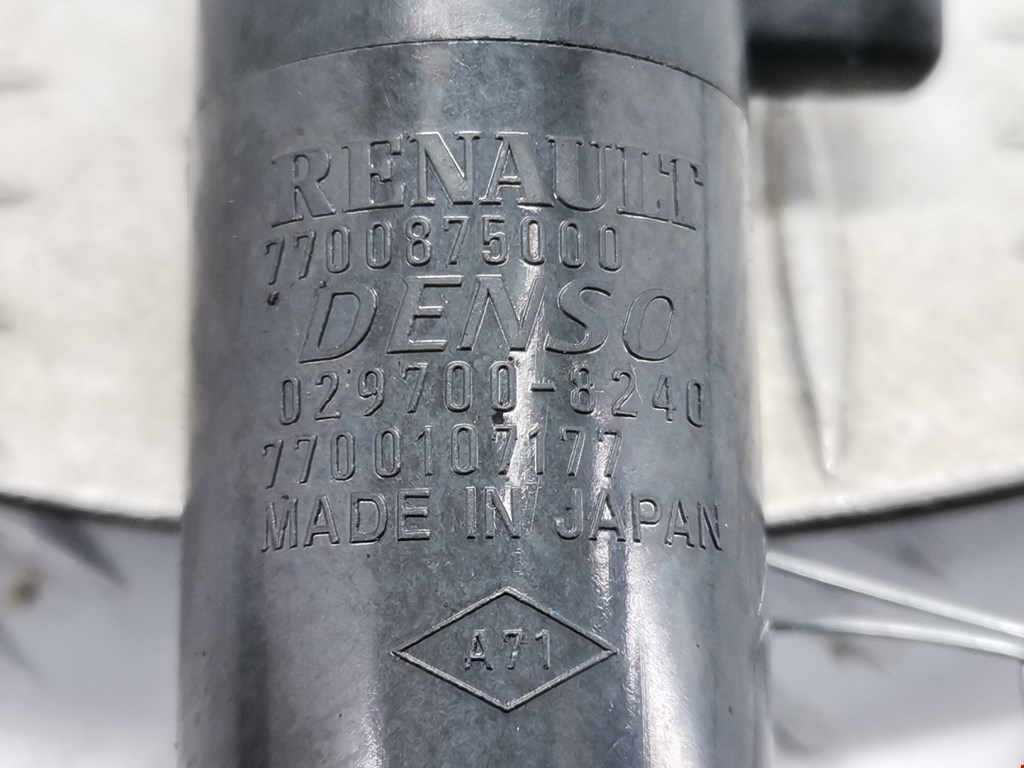 RENAULT
7700875000
DENSO
029700-8240
7700107177
MADE IN JAPAN
A71